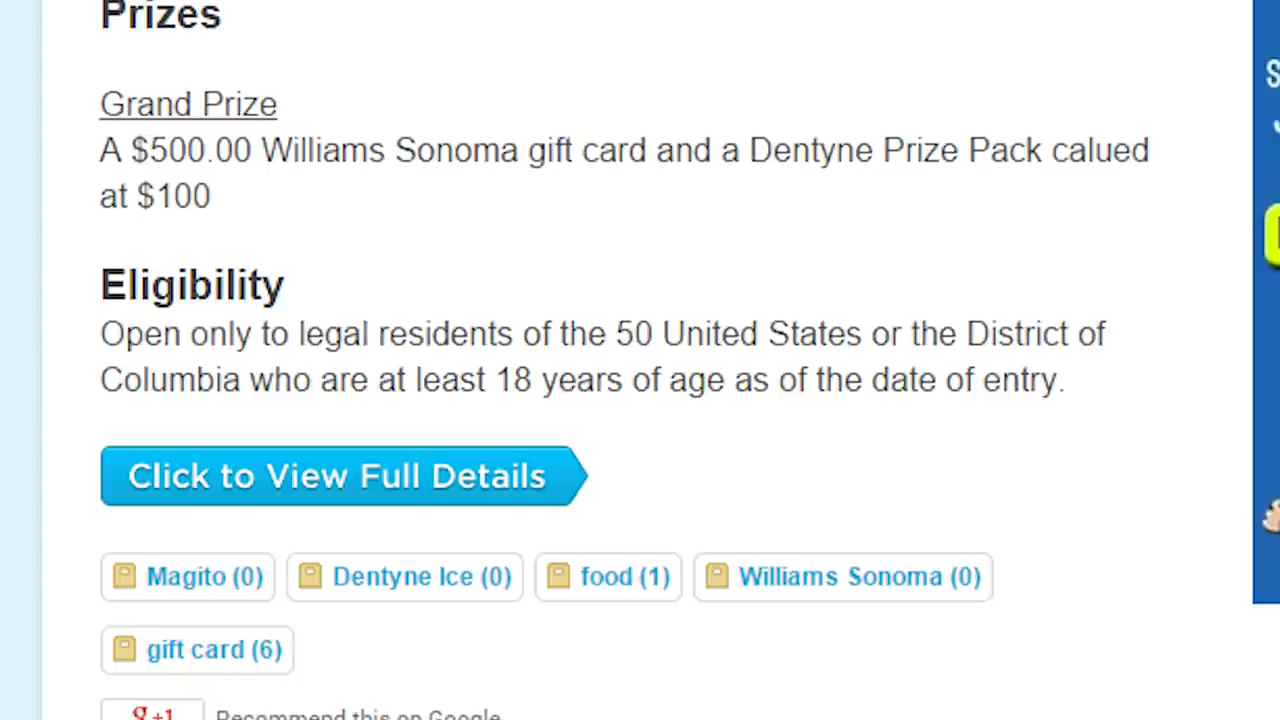 Prizes
Grand Prize
A $500.00 Williams Sonoma gift card and a Dentyne Prize Pack calued
at $100
Eligibility
Open only to legal residents of the 50 United States or the District of
Columbia who are at least 18 years of age as of the date of entry.
Click to View Full Details
Magito (0) Dentyne Ice (0) food (1) Williams Sonoma (0)
gift card (6)
g+1 Recommend this on Google